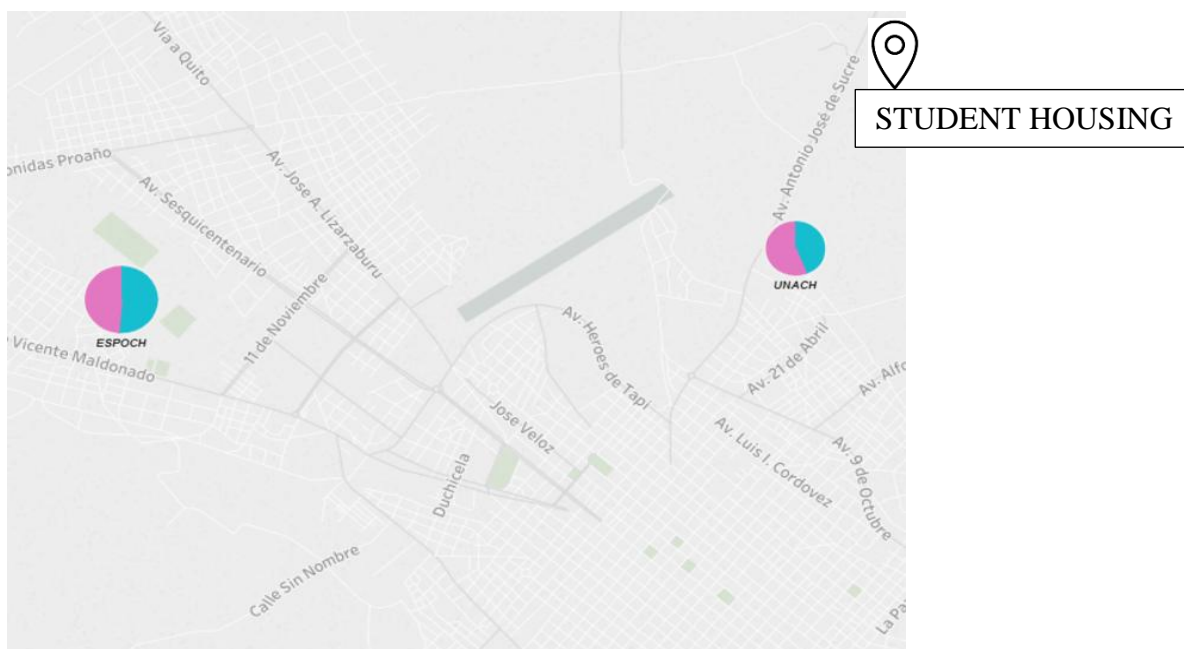 Via a Quito
STUDENT HOUSING
Av. Antonio José de Sucre
onidas Proaño
Av. Jose A. Lizarzaburu
Av. Sesquicentenario
UNACH
11 de Noviembre
ESPOCH
Vicente Maldonado
Av. Heroes de Tapi
Av. 21 de Abril
Av. Alfo
Jose Veloz
Av. Luis I. Cordovez
Av. 9 de Octubre
Duchicela
Calle Sin Nombre
La Pa